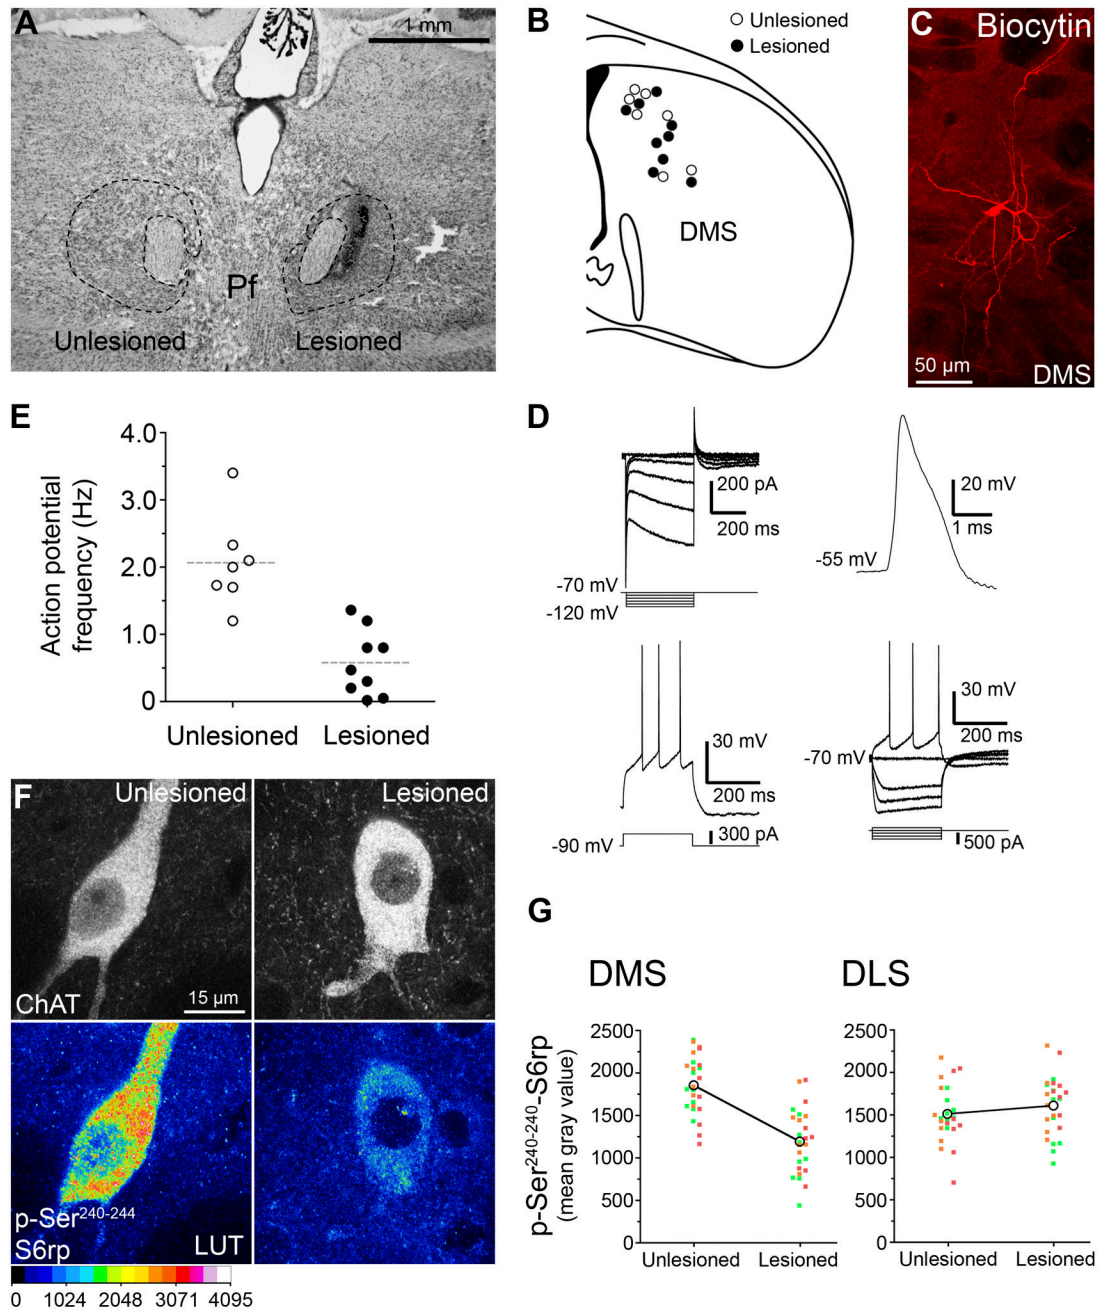 A
1 mm
Pf
Unlesioned
Lesioned
B
Unlesioned
Lesioned
DMS
C
Biocytin
50 µm
DMS
E
Action potential
frequency (Hz)
4.0
3.0
2.0
1.0
0
Unlesioned
Lesioned
D
200 pA
200 ms
-70 mV
-120 mV
20 mV
1 ms
-55 mV
30 mV
200 ms
-90 mV
300 pA
30 mV
200 ms
-70 mV
500 pA
F
Unlesioned
Lesioned
ChAT
15 µm
p-Ser240-244
S6rp
LUT
0 1024 2048 3071 4095
G
DMS
DLS
p-Ser240-240-S6rp
(mean gray value)
2500
2000
1500
1000
500
0
Unlesioned
Lesioned
2500
2000
1500
1000
500
0
Unlesioned
Lesioned